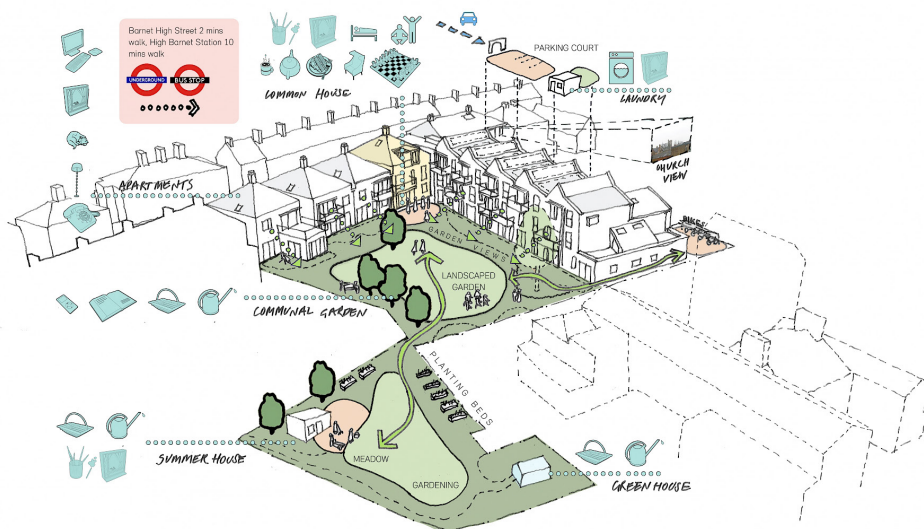 Barnet High Street 2 mins
walk, High Barnet Station 10
mins walk
UNDERGROUND
BUS STOP
COMMON HOUSE
PARKING COURT
LAUNDRY
CHURCH
VIEW
APARTMENTS
BIKES
GARDEN VIEWS
LANDSCAPED
GARDEN
COMMUNAL GARDEN
PLANTING BEDS
SUMMER HOUSE
MEADOW
GARDENING
GREEN HOUSE